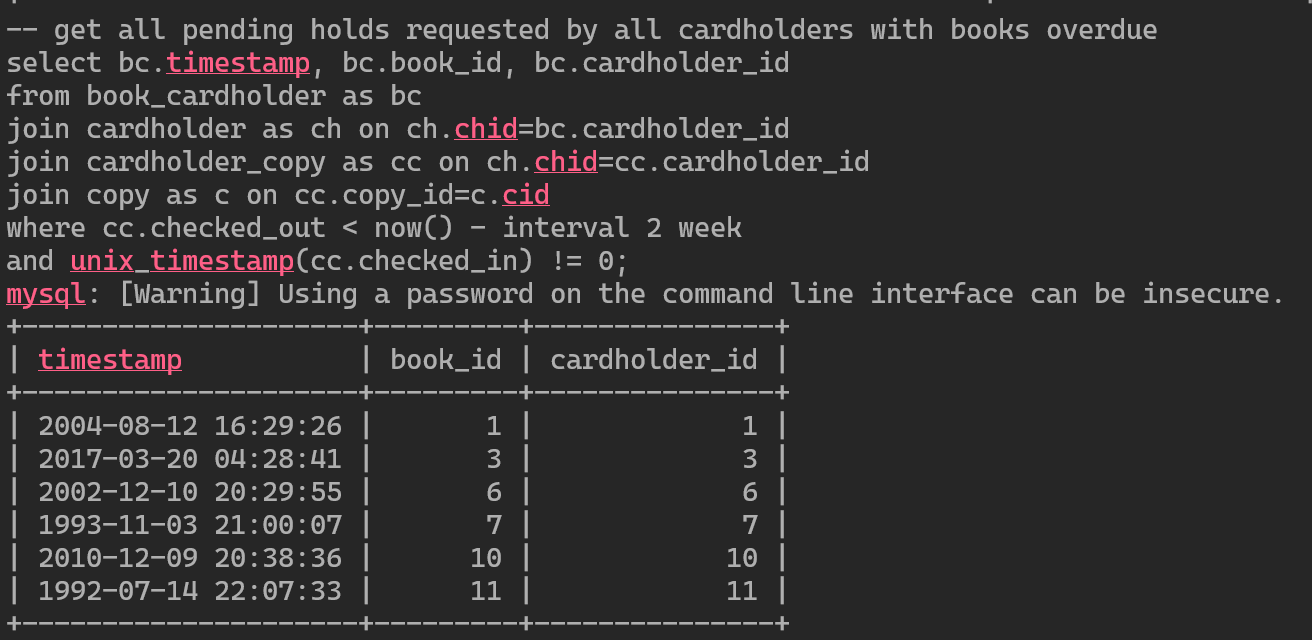 -- get all pending holds requested by all cardholders with books overdue
select bc.timestamp, bc.book_id, bc.cardholder_id
from book_cardholder as bc
join cardholder as ch on ch.chid=bc.cardholder_id
join cardholder_copy as cc on ch.chid=cc.cardholder_id
join copy as c on cc.copy_id=c.cid
where cc.checked_out < now() - interval 2 week
and unix_timestamp(cc.checked_in) != 0;
mysql: [Warning] Using a password on the command line interface can be insecure.
+---------------------+---------+---------------+
| timestamp           | book_id | cardholder_id |
+---------------------+---------+---------------+
| 2004-08-12 16:29:26 |       1 |             1 |
| 2017-03-20 04:28:41 |       3 |             3 |
| 2002-12-10 20:29:55 |       6 |             6 |
| 1993-11-03 21:00:07 |       7 |             7 |
| 2010-12-09 20:38:36 |      10 |            10 |
| 1992-07-14 22:07:33 |      11 |            11 |
+---------------------+---------+---------------+